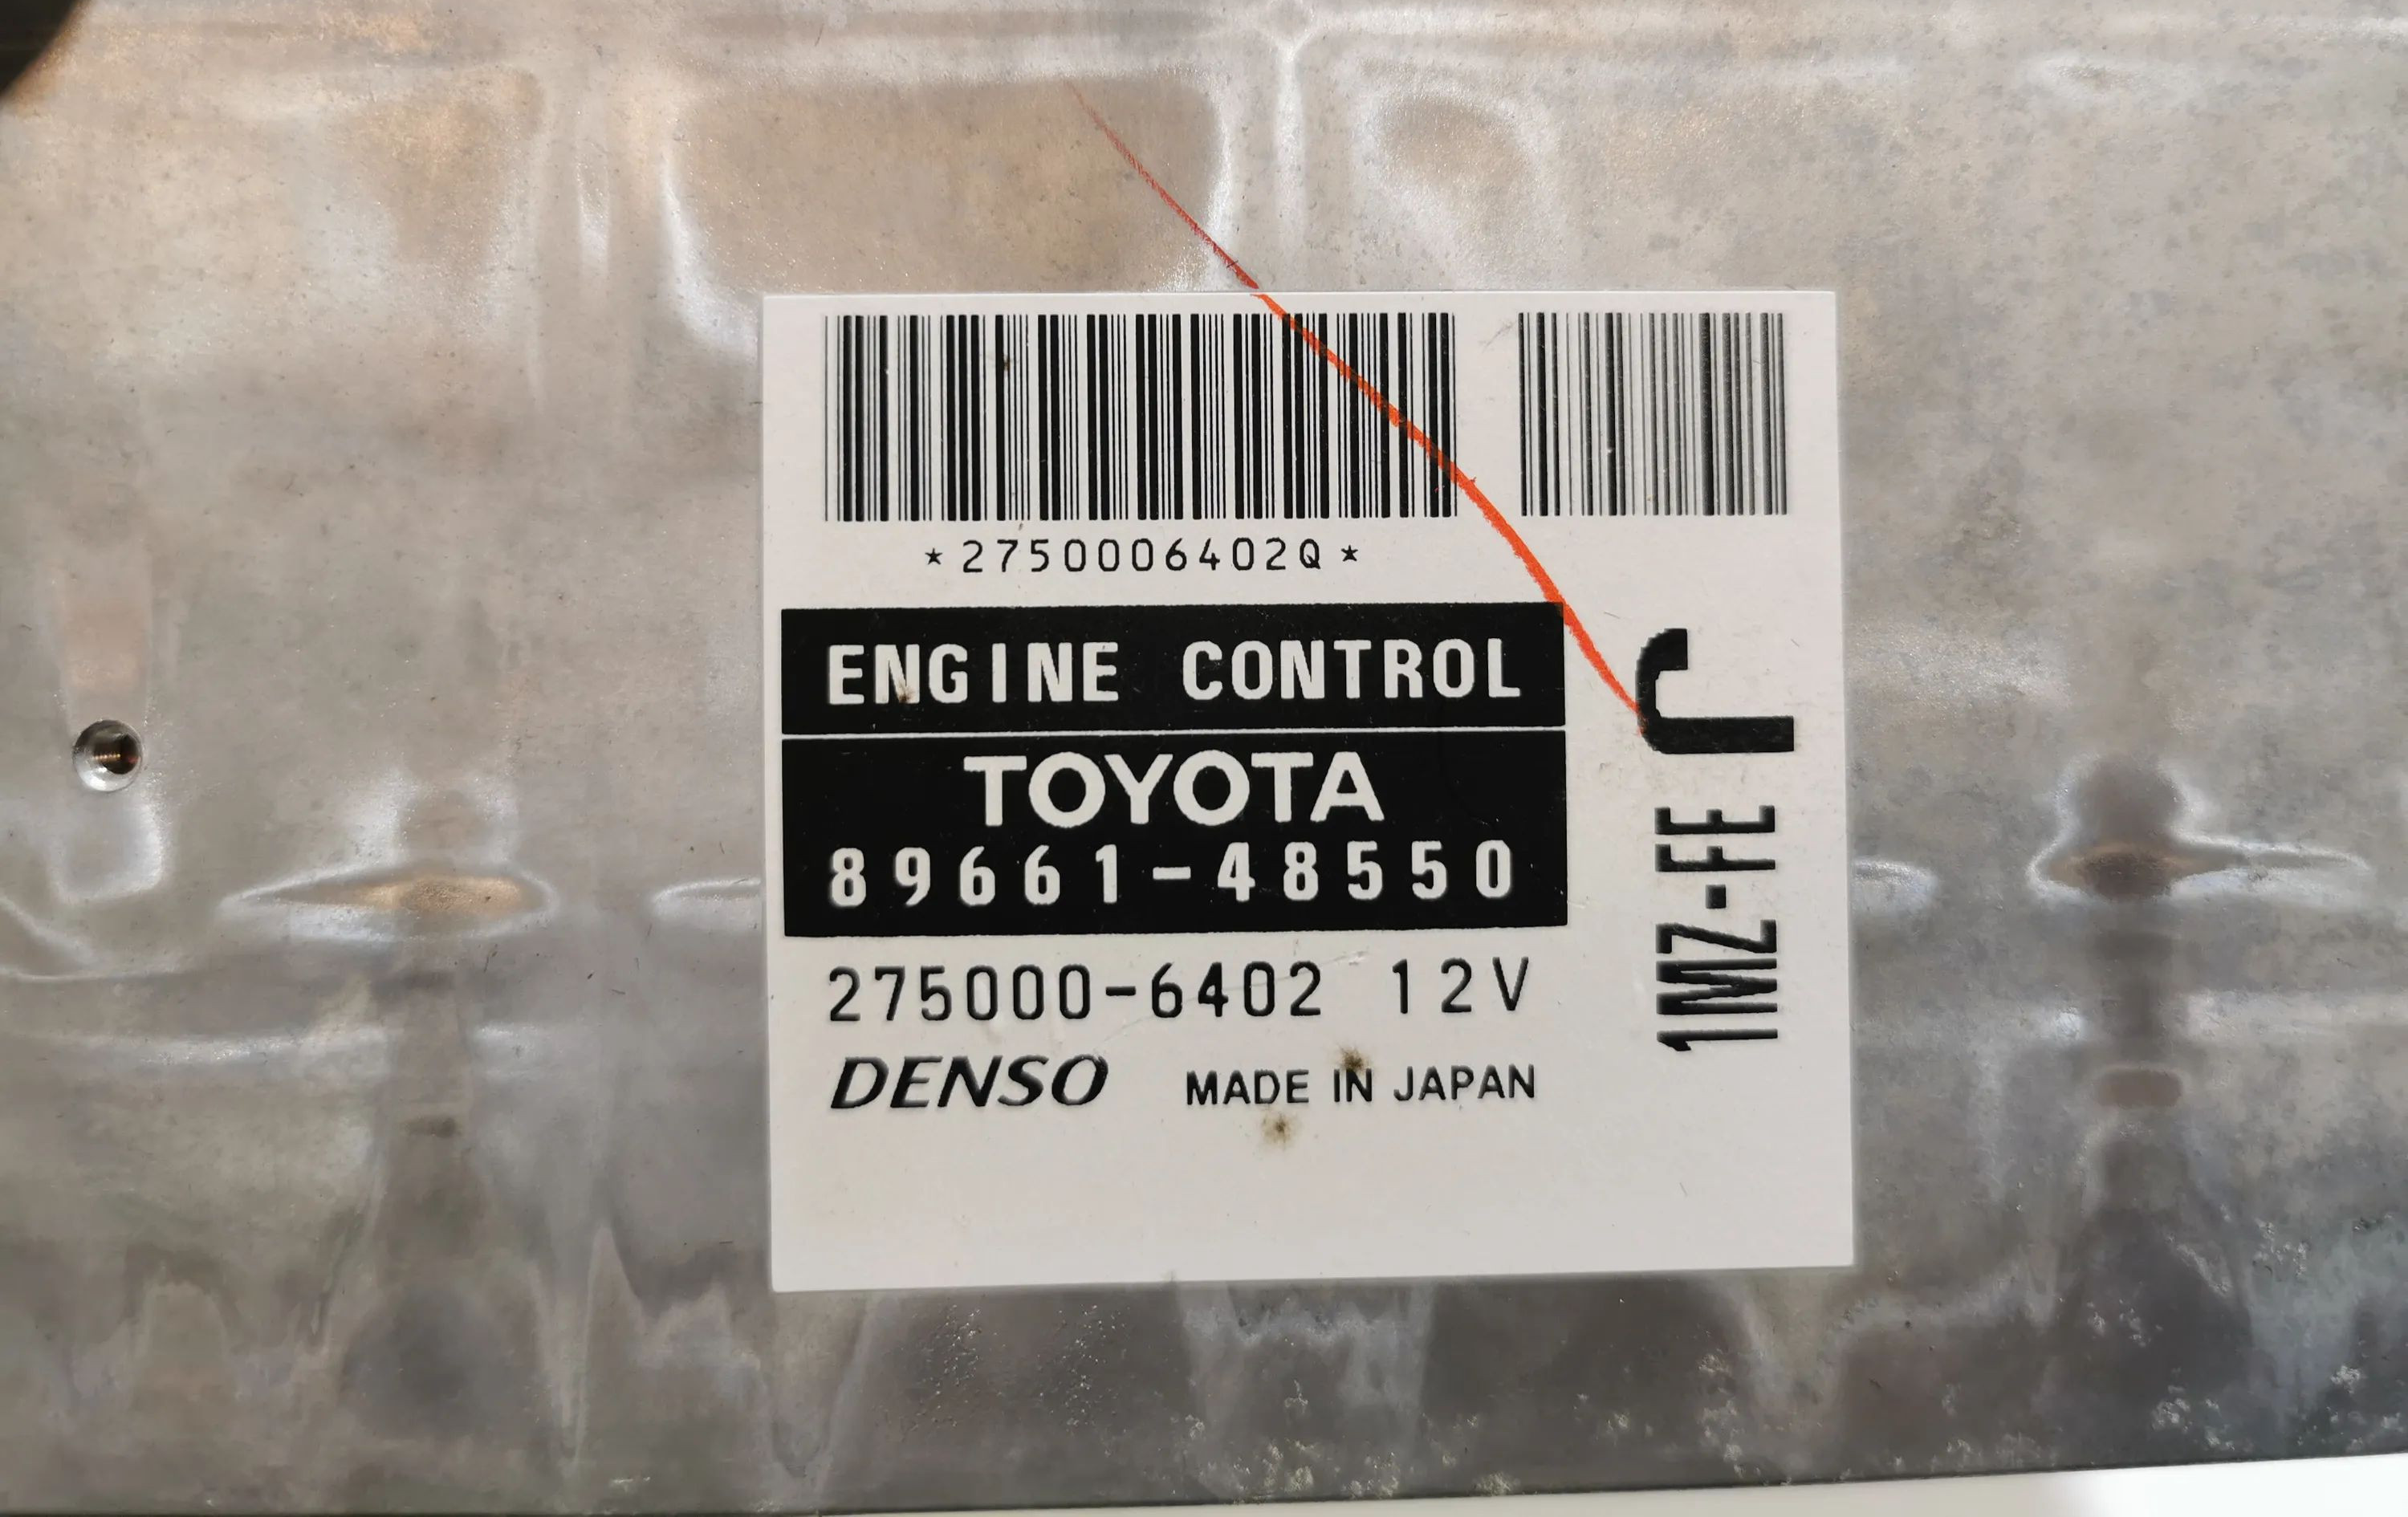 *2750006402Q*
ENGINE CONTROL
TOYOTA
89661-48550
275000-6402 12V
DENSO MADE IN JAPAN
1MZ-FE J